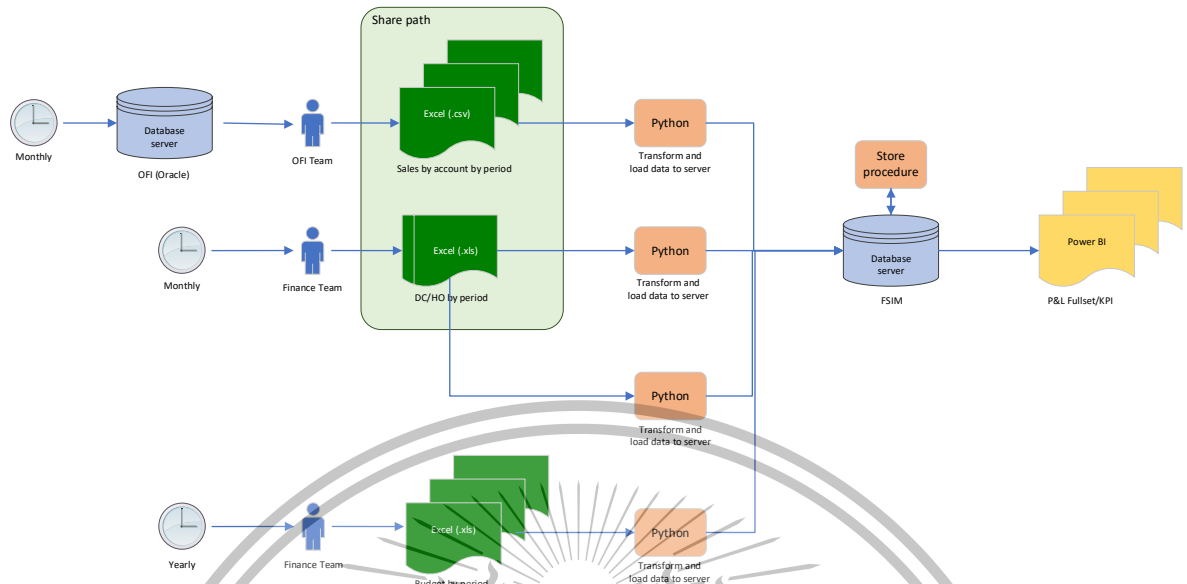 Share path
Monthly
Database
server
OFI (Oracle)
OFI Team
Excel (.csv)
Sales by account by period
Python
Transform and
load data to server
Store
procedure
Monthly
Finance Team
Excel (.xls)
DC/HO by period
Python
Transform and
load data to server
Database
server
FSIM
Power BI
P&L Fullset/KPI
Python
Transform and
load data to server
Yearly
Finance Team
Excel (.xls)
Budget by period
Python
Transform and
load data to server